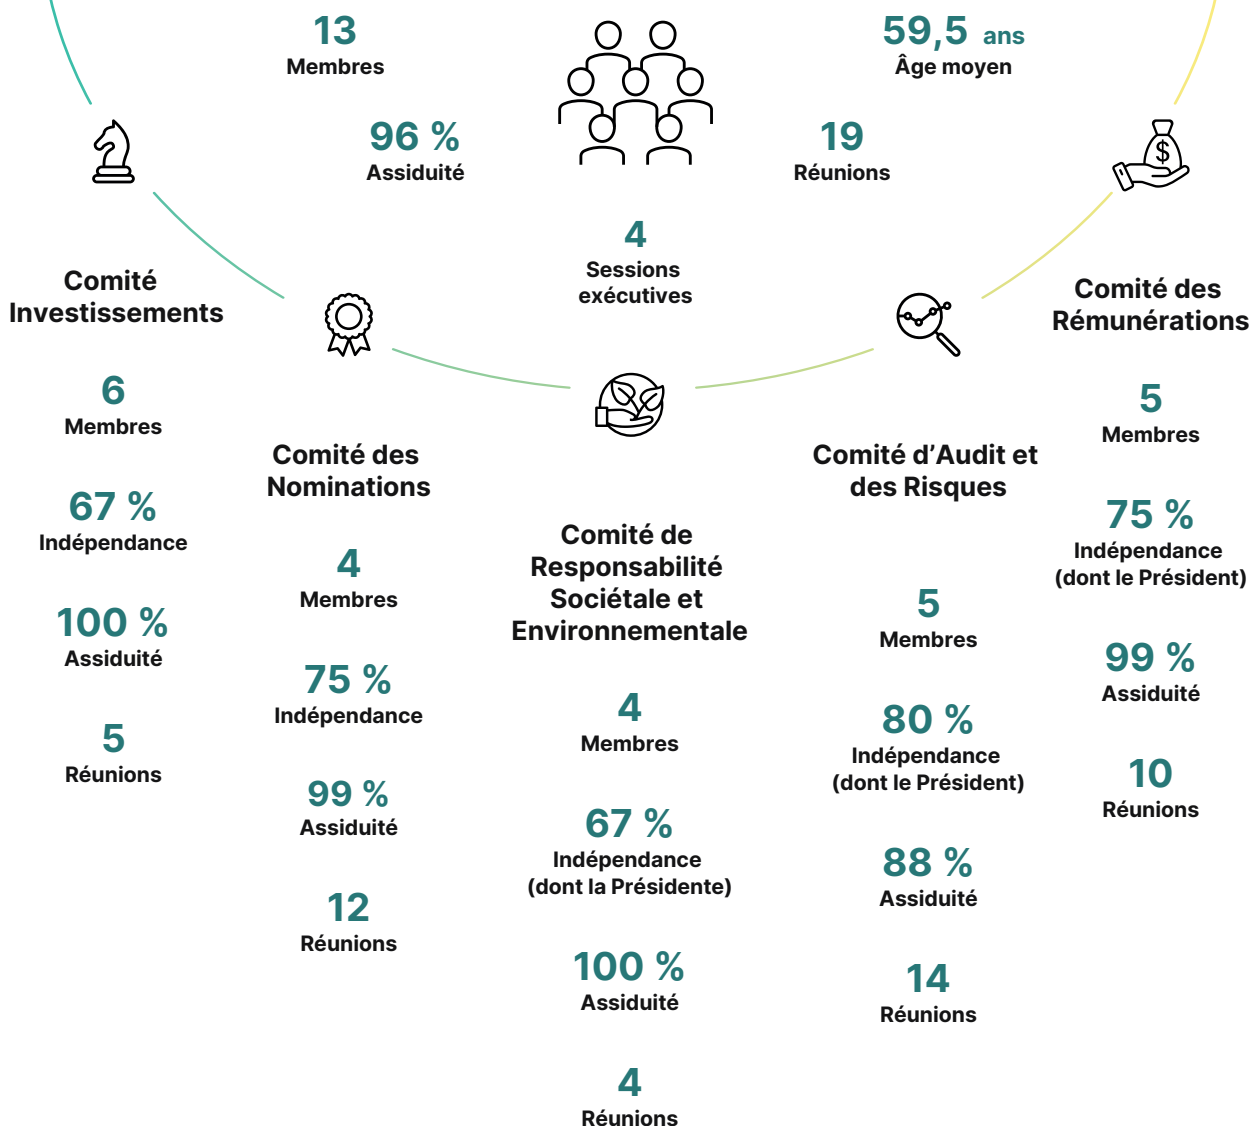 13
Membres
59,5 ans
Âge moyen
96 %
Assiduité
19
Réunions
4
Sessions
exécutives
Comité
Investissements
6
Membres
67 %
Indépendance
100 %
Assiduité
5
Réunions
Comité des
Nominations
4
Membres
75 %
Indépendance
99 %
Assiduité
12
Réunions
Comité de
Responsabilité
Sociétale et
Environnementale
4
Membres
67 %
Indépendance
(dont la Présidente)
100 %
Assiduité
4
Réunions
Comité d’Audit et
des Risques
5
Membres
80 %
Indépendance
(dont le Président)
88 %
Assiduité
14
Réunions
Comité des
Rémunérations
5
Membres
75 %
Indépendance
(dont le Président)
99 %
Assiduité
10
Réunions